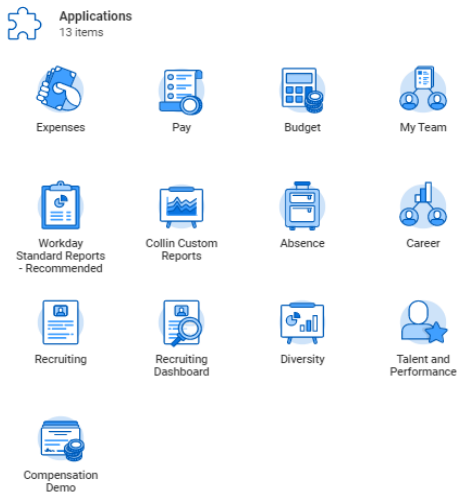 Applications
13 items
Expenses
Pay
Budget
My Team
Workday
Standard Reports
- Recommended
Collin Custom
Reports
Absence
Career
Recruiting
Recruiting
Dashboard
Diversity
Talent and
Performance
Compensation
Demo